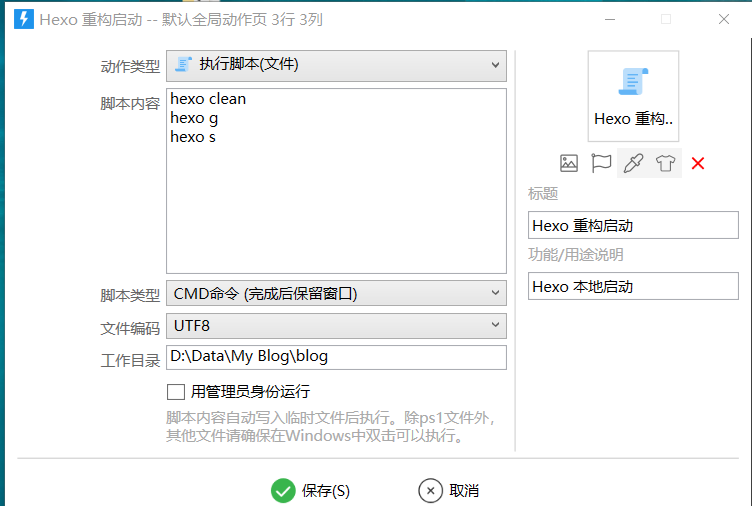 Hexo 重构启动 -- 默认全局动作页 3行 3列
动作类型
执行脚本(文件)
脚本内容
hexo clean
hexo g
hexo s
脚本类型
CMD命令 (完成后保留窗口)
文件编码
UTF8
工作目录
D:\Data\My Blog\blog
用管理员身份运行
脚本内容自动写入临时文件后执行。除ps1文件外，
其他文件请确保在Windows中双击可以执行。
Hexo 重构..
标题
Hexo 重构启动
功能/用途说明
Hexo 本地启动
保存(S)
取消